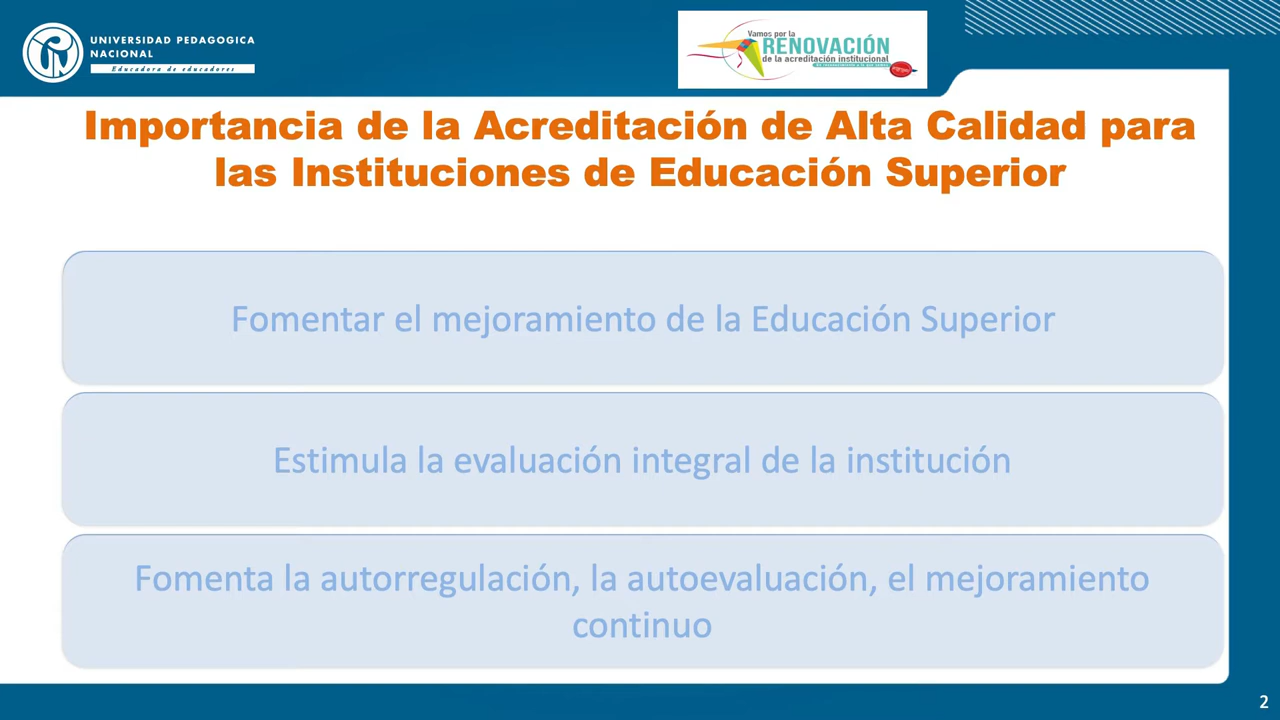 UNIVERSIDAD PEDAGOGICA
NACIONAL
Educadora de educadores
Vamos por la
RENOVACIÓN
de la acreditación institucional
Importancia de la Acreditación de Alta Calidad para
las Instituciones de Educación Superior
Fomentar el mejoramiento de la Educación Superior
Estimula la evaluación integral de la institución
Fomenta la autorregulación, la autoevaluación, el mejoramiento
continuo
2